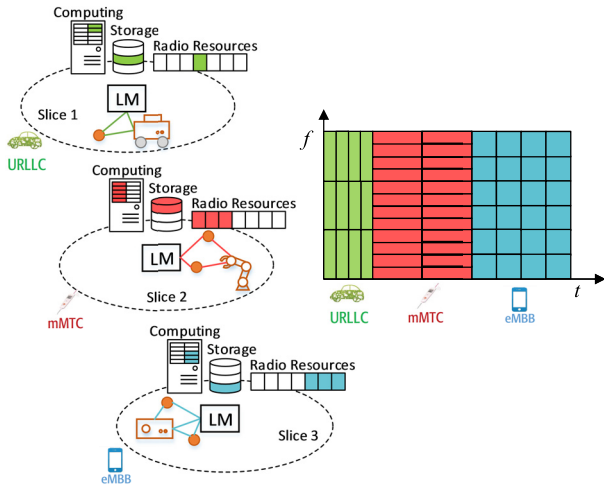 Computing
Storage
Radio Resources
LM
Slice 1
URLLC
Computing
Storage
Radio Resources
LM
Slice 2
mMTC
Computing
Storage
Radio Resources
LM
Slice 3
eMBB
f
t
URLLC
mMTC
eMBB